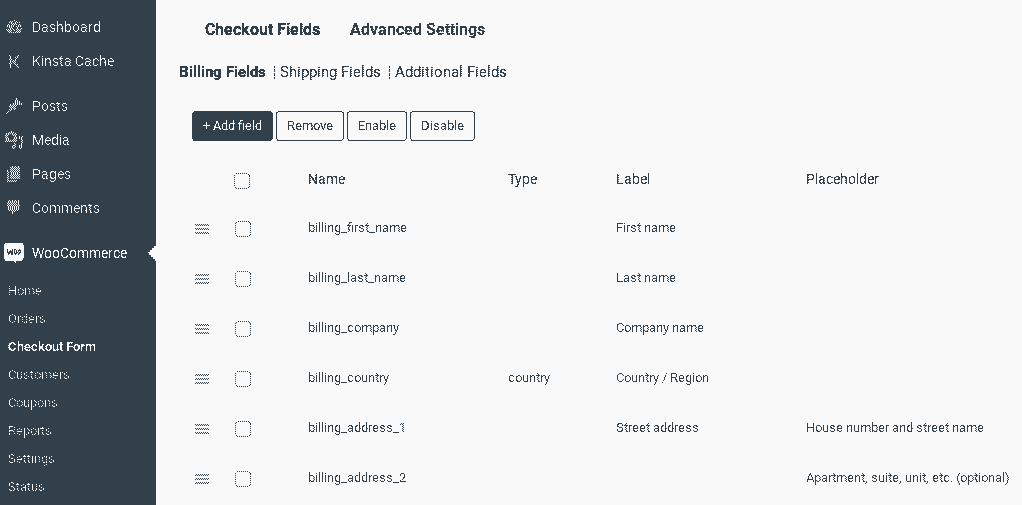 Dashboard
Kinsta Cache
Posts
Media
Pages
Comments
WOO WooCommerce
Home
Orders
Checkout Form
Customers
Coupons
Reports
Settings
Status
Checkout Fields Advanced Settings
Billing Fields | Shipping Fields | Additional Fields
+ Add field Remove Enable Disable
Name Type Label Placeholder
billing_first_name First name
billing_last_name Last name
billing_company Company name
billing_country country Country / Region
billing_address_1 Street address House number and street name
billing_address_2 Apartment, suite, unit, etc. (optional)